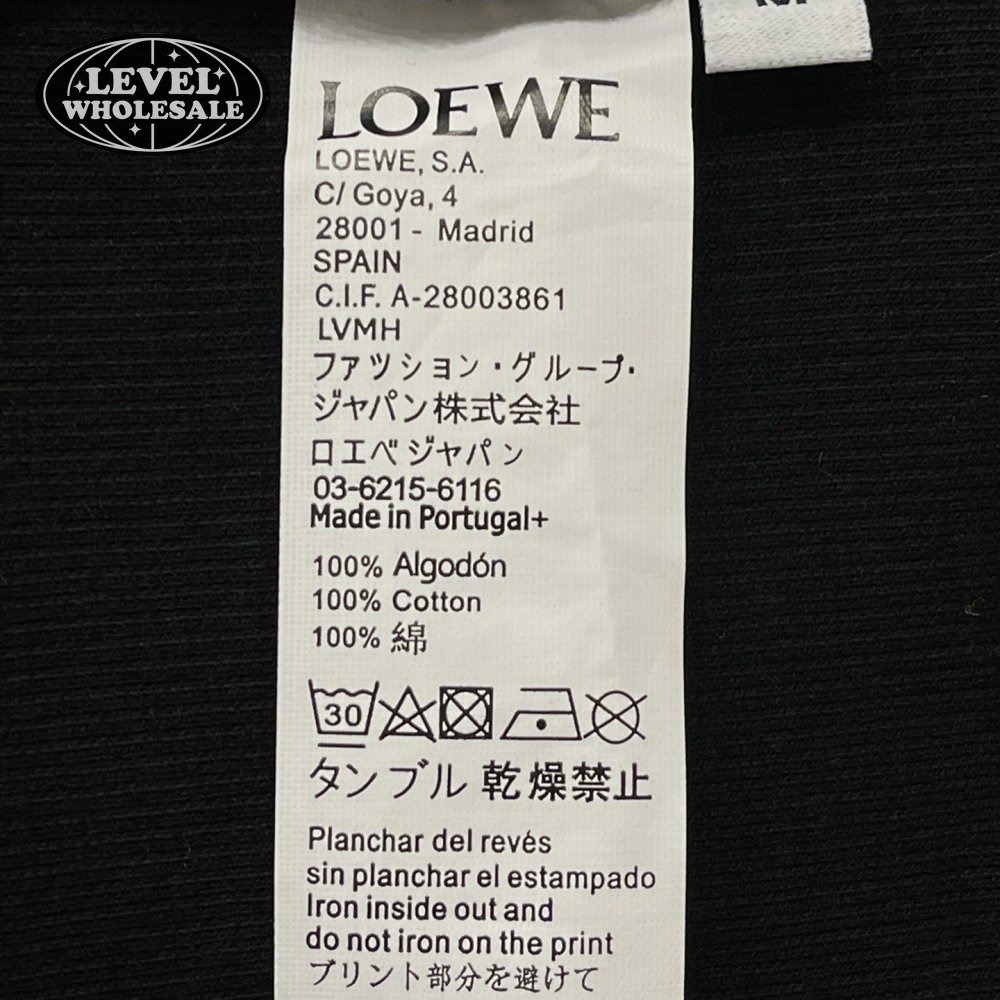 LEVEL
WHOLESALE
LOEWE
LOEWE, S.A.
C/ Goya, 4
28001 - Madrid
SPAIN
C.I.F. A-28003861
LVMH
ファツション・グループ・
ジャパン株式会社
ロエベジャパン
03-6215-6116
Made in Portugal+
100% Algodón
100% Cotton
100% 綿
30
タンブル 乾燥禁止
Planchar del revés
sin planchar el estampado
Iron inside out and
do not iron on the print
プリント部分を避けて